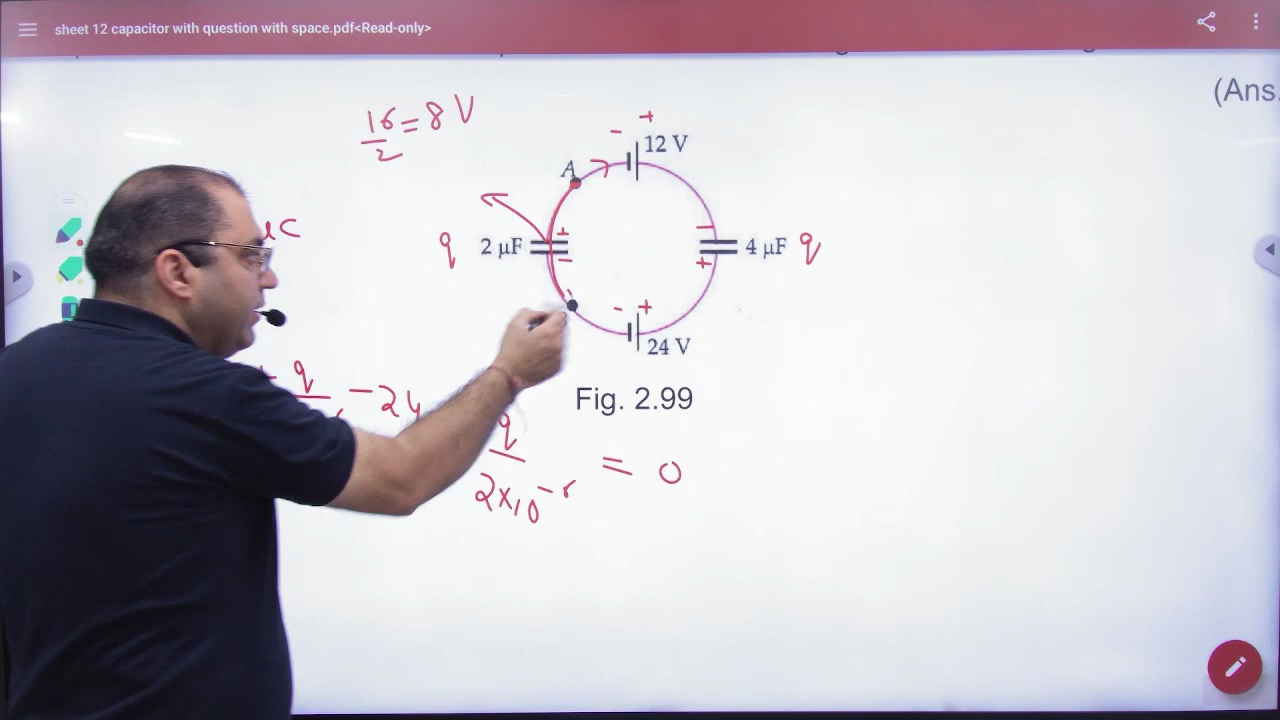 sheet 12 capacitor with question with space.pdf<Read-only>
(Ans.
16/2 = 8 V
- +
12 V
A
μC
+
-
q 2 μF
-
+
4 μF q
- +
24 V
Fig. 2.99
q - 24
q/2×10^-6 = 0